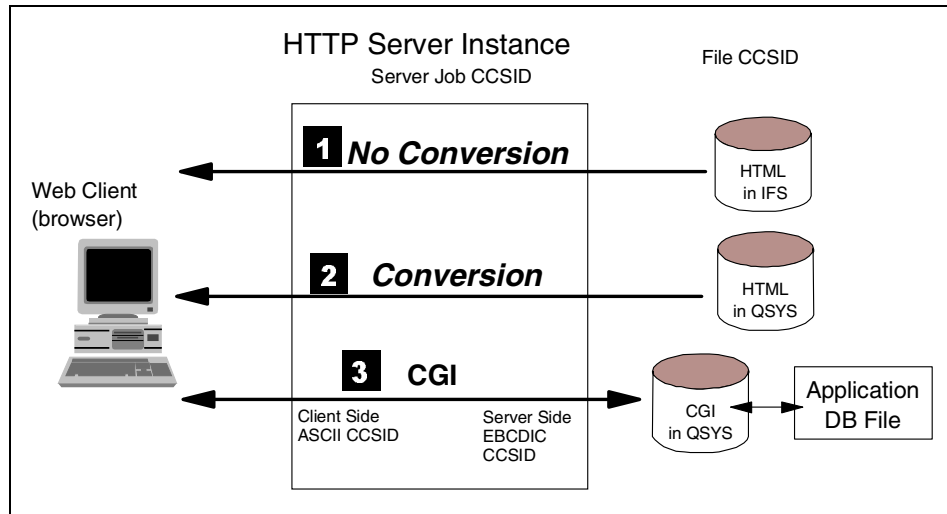 HTTP Server Instance
Server Job CCSID
File CCSID
1 No Conversion
HTML
in IFS
Web Client
(browser)
2 Conversion
HTML
in QSYS
3 CGI
Client Side
ASCII CCSID
Server Side
EBCDIC
CCSID
CGI
in QSYS
Application
DB File